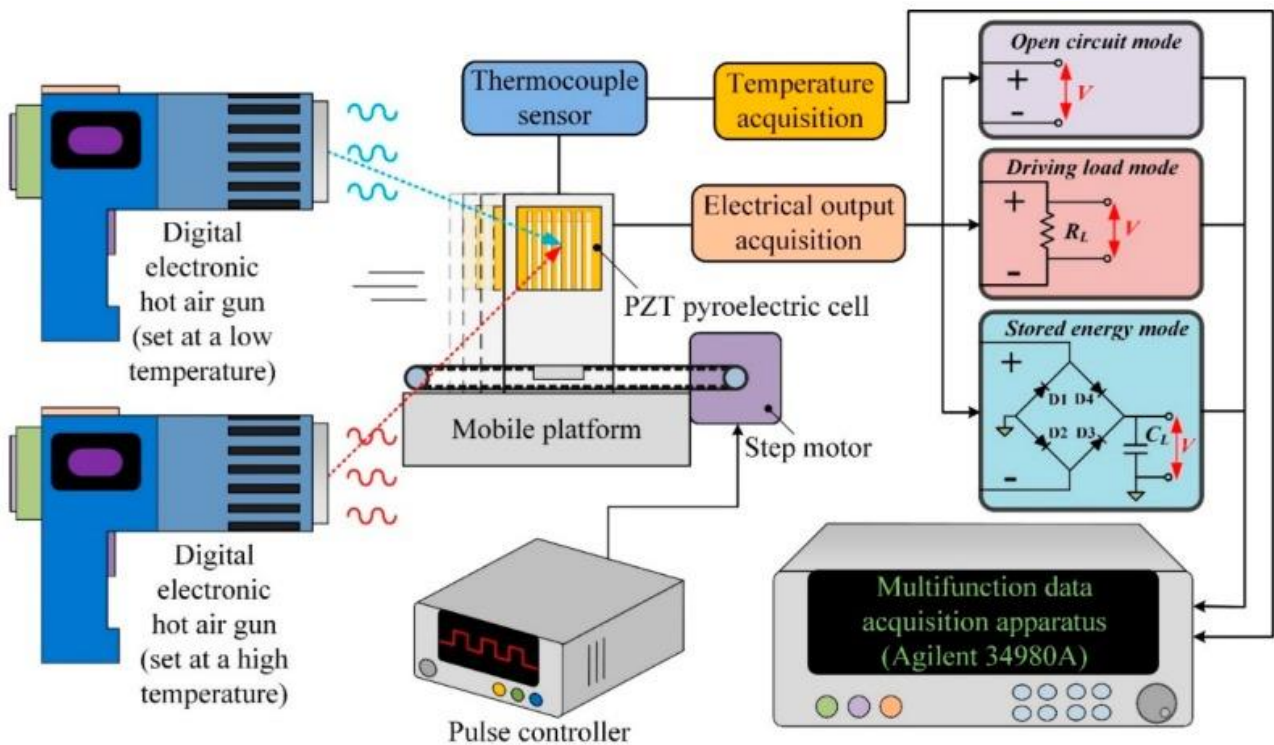 Digital
electronic
hot air gun
(set at a low
temperature)
Digital
electronic
hot air gun
(set at a high
temperature)
Thermocouple
sensor
Temperature
acquisition
Electrical output
acquisition
PZT pyroelectric cell
Mobile platform
Step motor
Pulse controller
Open circuit mode
+
-
V
Driving load mode
+
-
R_L
V
Stored energy mode
+
-
D1 D4
D2 D3
C_L
V
Multifunction data
acquisition apparatus
(Agilent 34980A)